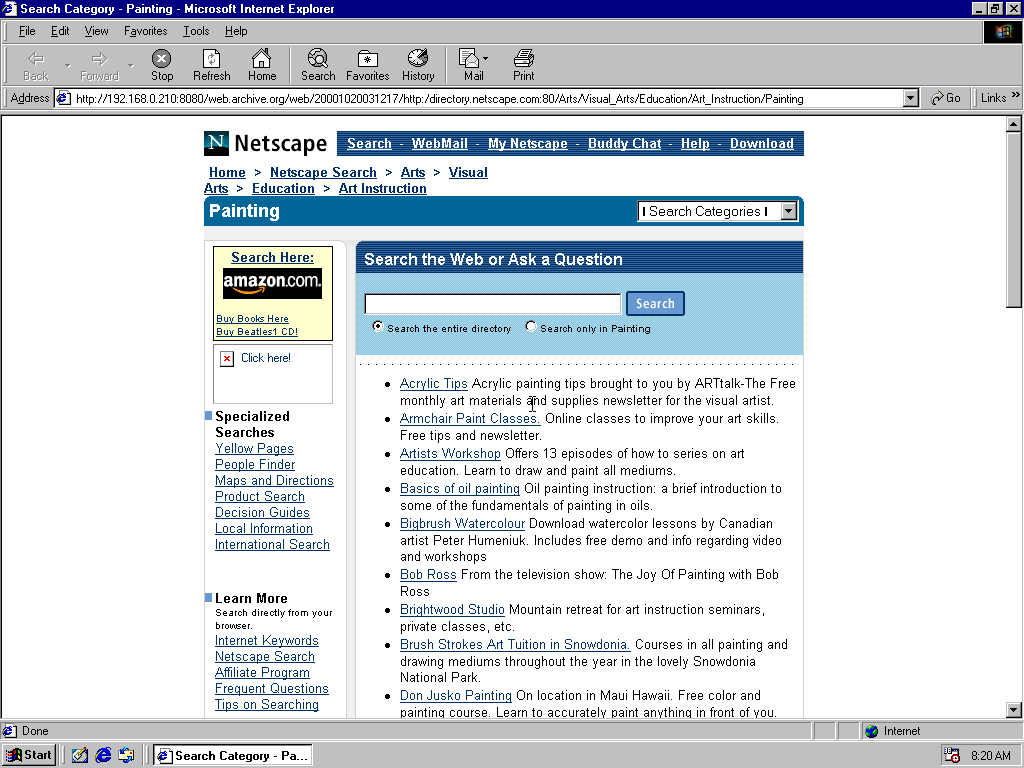 Search Category - Painting - Microsoft Internet Explorer
File Edit View Favorites Tools Help
Back Forward Stop Refresh Home Search Favorites History Mail Print
Address http://192.168.0.210:8080/web.archive.org/web/20001020031217/http:/directory.netscape.com:80/Arts/Visual_Arts/Education/Art_Instruction/Painting Go Links »
N Netscape Search - WebMail - My Netscape - Buddy Chat - Help - Download
Home > Netscape Search > Arts > Visual
Arts > Education > Art Instruction
Painting
| Search Categories |
Search Here:
amazon.com.
Buy Books Here
Buy Beatles1 CD!
Click here!
Specialized
Searches
Yellow Pages
People Finder
Maps and Directions
Product Search
Decision Guides
Local Information
International Search
Learn More
Search directly from your
browser.
Internet Keywords
Netscape Search
Affiliate Program
Frequent Questions
Tips on Searching
Search the Web or Ask a Question
Search
Search the entire directory Search only in Painting
• Acrylic Tips Acrylic painting tips brought to you by ARTtalk-The Free
monthly art materials and supplies newsletter for the visual artist.
• Armchair Paint Classes. Online classes to improve your art skills.
Free tips and newsletter.
• Artists Workshop Offers 13 episodes of how to series on art
education. Learn to draw and paint all mediums.
• Basics of oil painting Oil painting instruction: a brief introduction to
some of the fundamentals of painting in oils.
• Bigbrush Watercolour Download watercolor lessons by Canadian
artist Peter Humeniuk. Includes free demo and info regarding video
and workshops
• Bob Ross From the television show: The Joy Of Painting with Bob
Ross
• Brightwood Studio Mountain retreat for art instruction seminars,
private classes, etc.
• Brush Strokes Art Tuition in Snowdonia. Courses in all painting and
drawing mediums throughout the year in the lovely Snowdonia
National Park.
• Don Jusko Painting On location in Maui Hawaii. Free color and
painting course. Learn to accurately paint anything in front of you.
Done Internet
Start Search Category - Pa... 8:20 AM